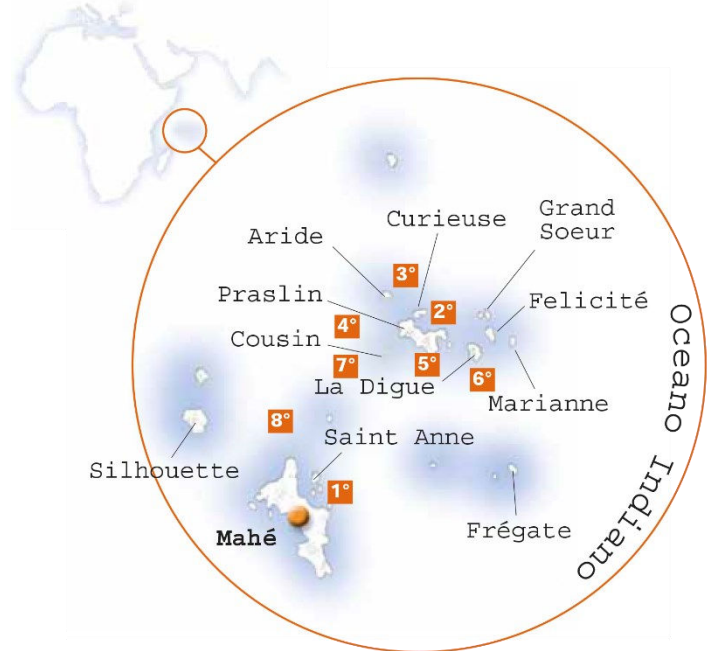 Curieuse
Grand
Soeur
Aride
3°
Praslin
2°
Felicité
4°
Cousin
5°
7°
La Digue
6°
Marianne
8°
Saint Anne
Silhouette
1°
Mahé
Frégate
Oceano Indiano